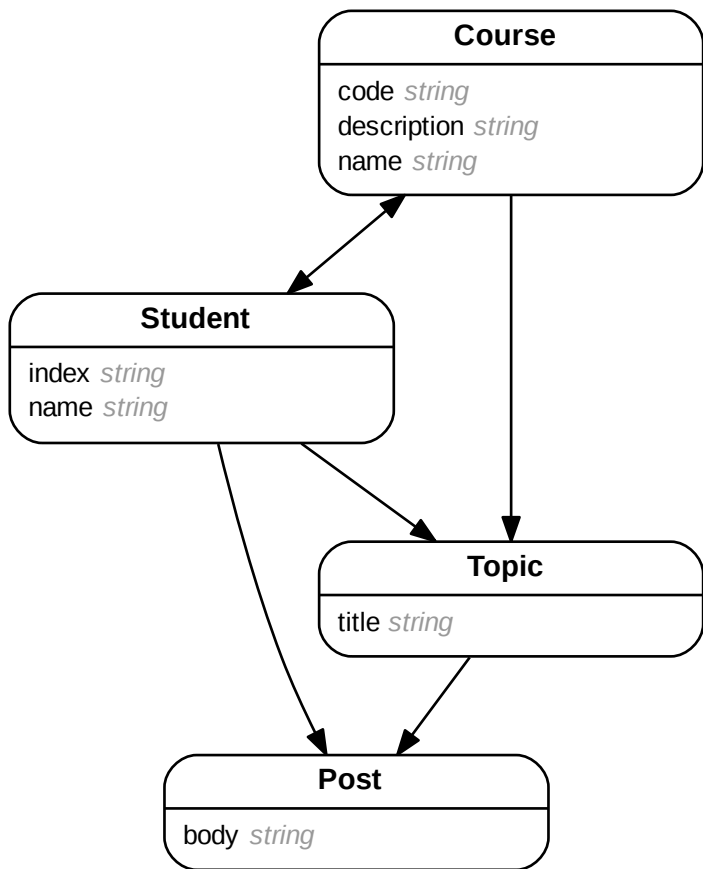 Course
code string
description string
name string
Student
index string
name string
Topic
title string
Post
body string